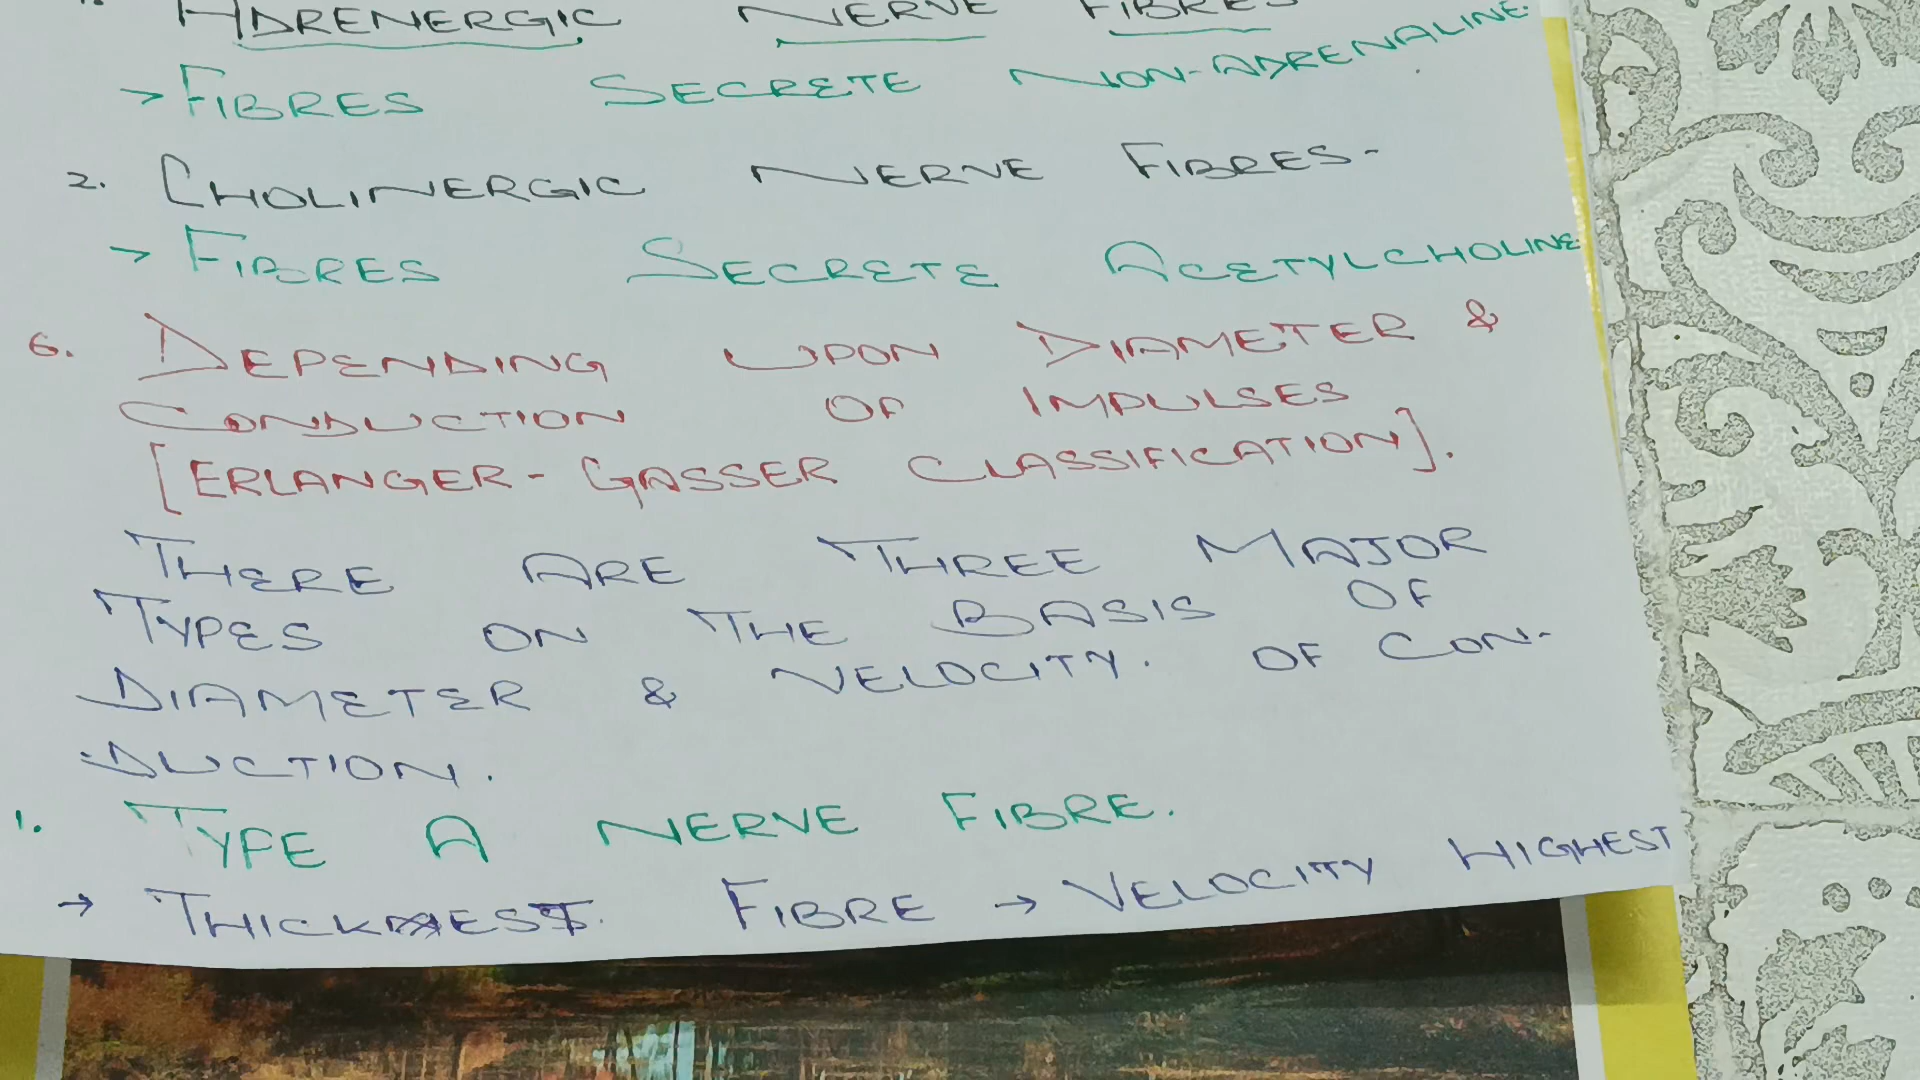 ADRENERGIC NERVE FIBRES
> FIBRES SECRETE NON-ADRENALINE.
2. CHOLINERGIC NERVE FIBRES-
> FIBRES SECRETE ACETYLCHOLINE
6. DEPENDING UPON DIAMETER &
CONDUCTION OF IMPULSES
[ERLANGER-GASSER CLASSIFICATION].
THERE ARE THREE MAJOR
TYPES ON THE BASIS OF
DIAMETER & VELOCITY. OF CON-
-DUCTION.
1. TYPE A NERVE FIBRE.
→ THICKEST. FIBRE → VELOCITY HIGHEST